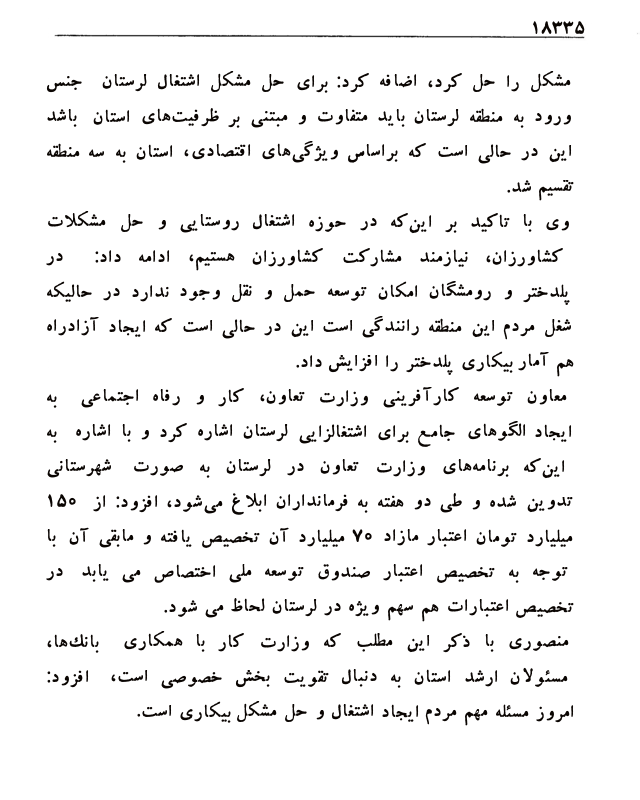 ۱۸۳۳۵
مشکل را حل کرد، اضافه کرد: برای حل مشکل اشتغال لرستان جنس
ورود به منطقه لرستان باید متفاوت و مبتنی بر ظرفیت‌های استان باشد
این در حالی است که براساس ویژگی‌های اقتصادی، استان به سه منطقه
تقسیم شد.
وی با تاکید بر این‌که در حوزه اشتغال روستایی و حل مشکلات
کشاورزان، نیازمند مشارکت کشاورزان هستیم، ادامه داد: در
پلدختر و رومشگان امکان توسعه حمل و نقل وجود ندارد در حالیکه
شغل مردم این منطقه رانندگی است این در حالی است که ایجاد آزادراه
هم آمار بیکاری پلدختر را افزایش داد.
معاون توسعه کارآفرینی وزارت تعاون، کار و رفاه اجتماعی به
ایجاد الگوهای جامع برای اشتغالزایی لرستان اشاره کرد و با اشاره به
این‌که برنامه‌های وزارت تعاون در لرستان به صورت شهرستانی
تدوین شده و طی دو هفته به فرمانداران ابلاغ می‌شود، افزود: از ۱۵۰
میلیارد تومان اعتبار مازاد ۷۰ میلیارد آن تخصیص یافته و مابقی آن با
توجه به تخصیص اعتبار صندوق توسعه ملی اختصاص می یابد در
تخصیص اعتبارات هم سهم ویژه در لرستان لحاظ می شود.
منصوری با ذکر این مطلب که وزارت کار با همکاری بانک‌ها،
مسئولان ارشد استان به دنبال تقویت بخش خصوصی است، افزود:
امروز مسئله مهم مردم ایجاد اشتغال و حل مشکل بیکاری است.